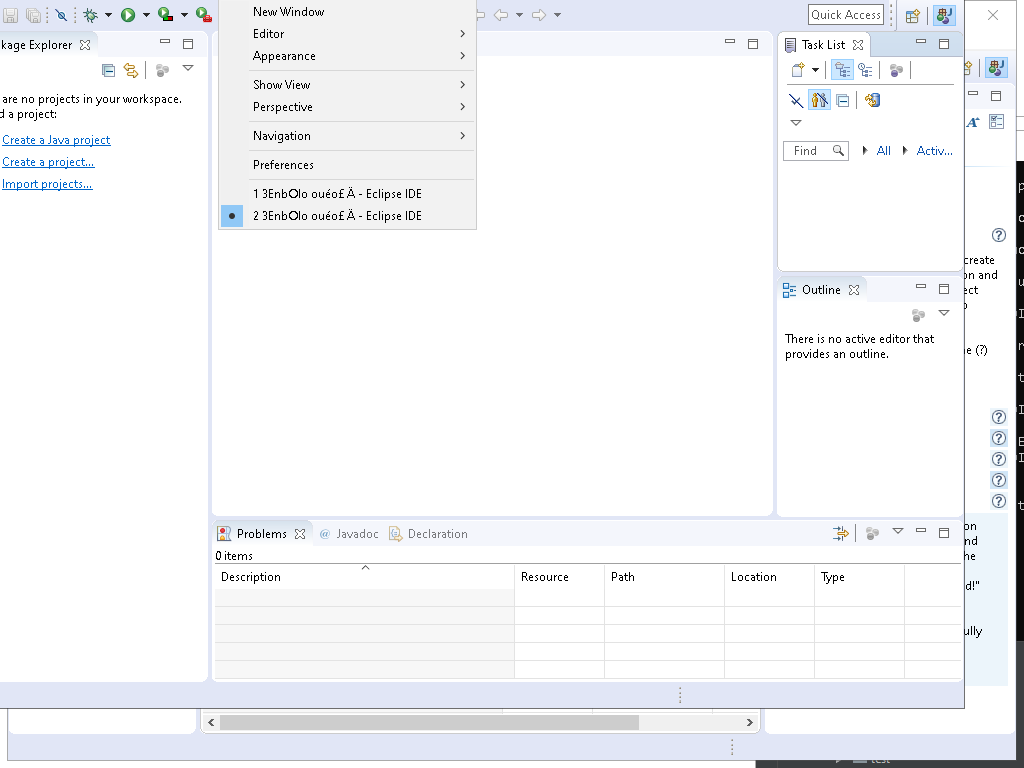 Quick Access
New Window
Editor
Appearance
Show View
Perspective
Navigation
Preferences
1 3EnbOlo ouéo£ Ä - Eclipse IDE
2 3EnbOlo ouéo£ Ä - Eclipse IDE
kage Explorer
are no projects in your workspace.
d a project:
Create a Java project
Create a project...
Import projects...
Task List
Find
All
Activ...
Outline
There is no active editor that
provides an outline.
create
on and
ect
e (?)
on
nd
he
d!"
ully
Problems
@ Javadoc
Declaration
0 items
Description Resource Path Location Type